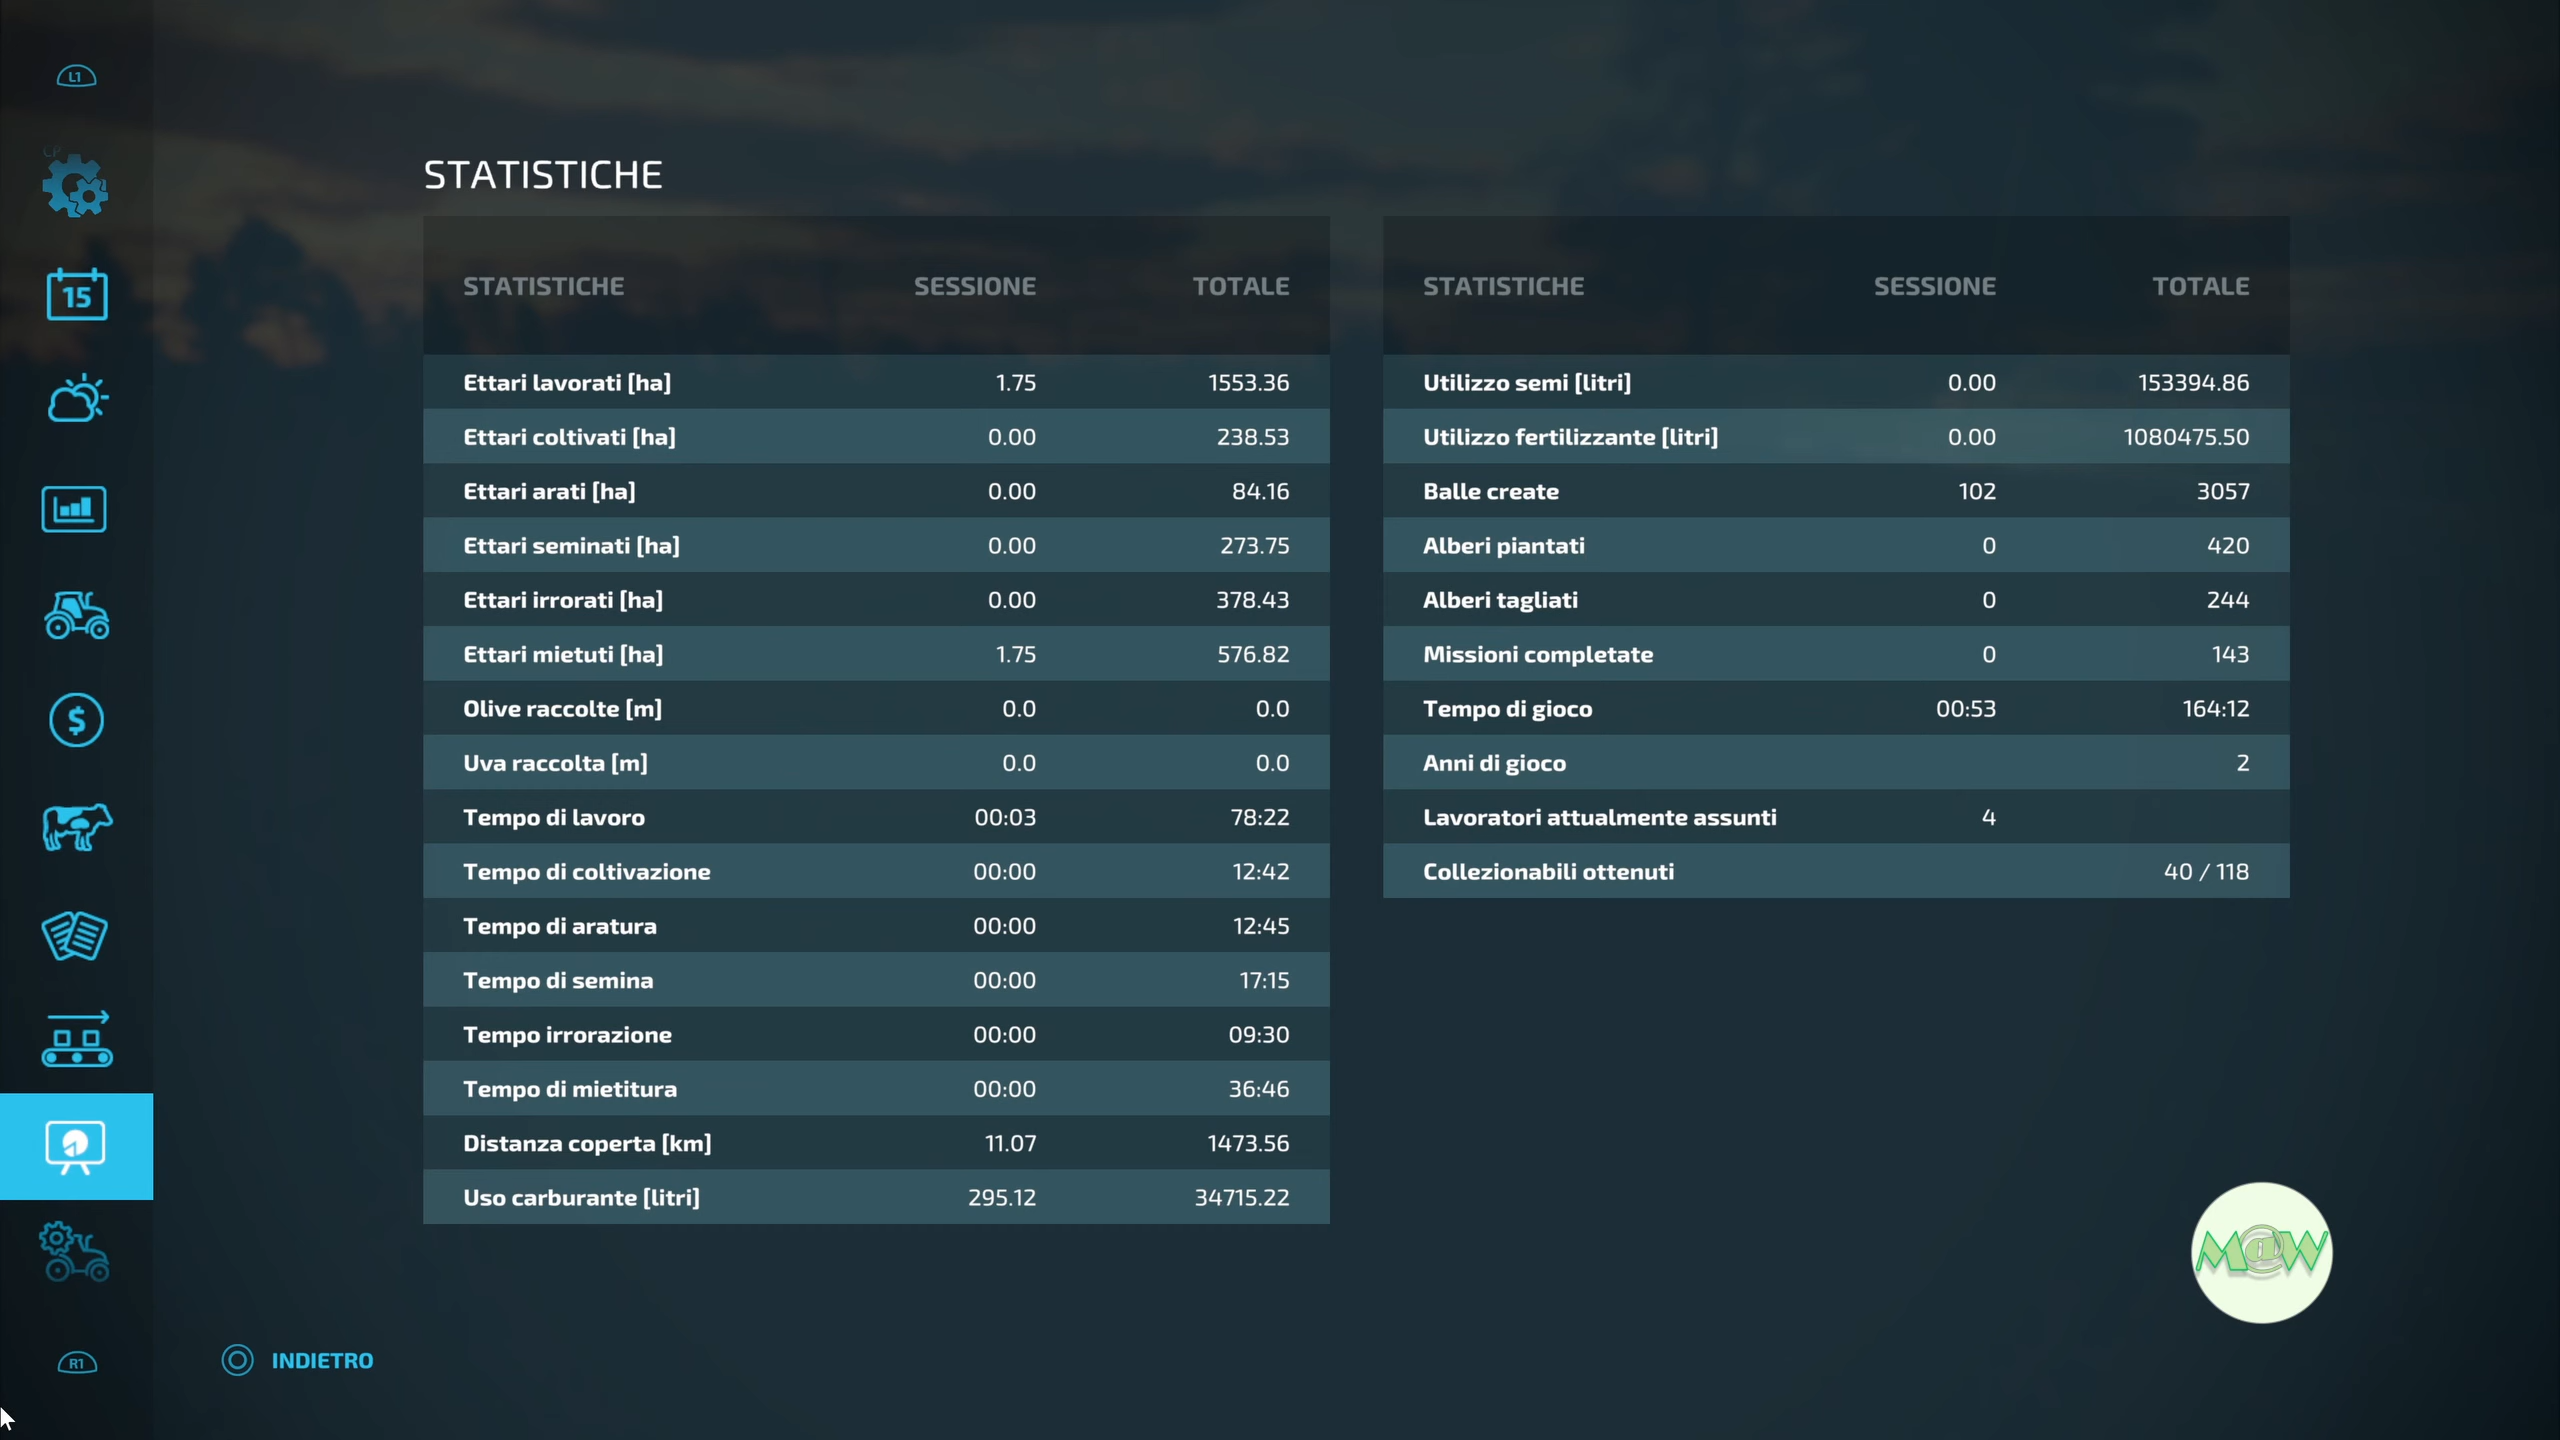 L1
CP
15
STATISTICHE
STATISTICHE SESSIONE TOTALE
Ettari lavorati [ha] 1.75 1553.36
Ettari coltivati [ha] 0.00 238.53
Ettari arati [ha] 0.00 84.16
Ettari seminati [ha] 0.00 273.75
Ettari irrorati [ha] 0.00 378.43
Ettari mietuti [ha] 1.75 576.82
Olive raccolte [m] 0.0 0.0
Uva raccolta [m] 0.0 0.0
Tempo di lavoro 00:03 78:22
Tempo di coltivazione 00:00 12:42
Tempo di aratura 00:00 12:45
Tempo di semina 00:00 17:15
Tempo irrorazione 00:00 09:30
Tempo di mietitura 00:00 36:46
Distanza coperta [km] 11.07 1473.56
Uso carburante [litri] 295.12 34715.22
STATISTICHE SESSIONE TOTALE
Utilizzo semi [litri] 0.00 153394.86
Utilizzo fertilizzante [litri] 0.00 1080475.50
Balle create 102 3057
Alberi piantati 0 420
Alberi tagliati 0 244
Missioni completate 0 143
Tempo di gioco 00:53 164:12
Anni di gioco 2
Lavoratori attualmente assunti 4
Collezionabili ottenuti 40 / 118
M@W
R1
INDIETRO